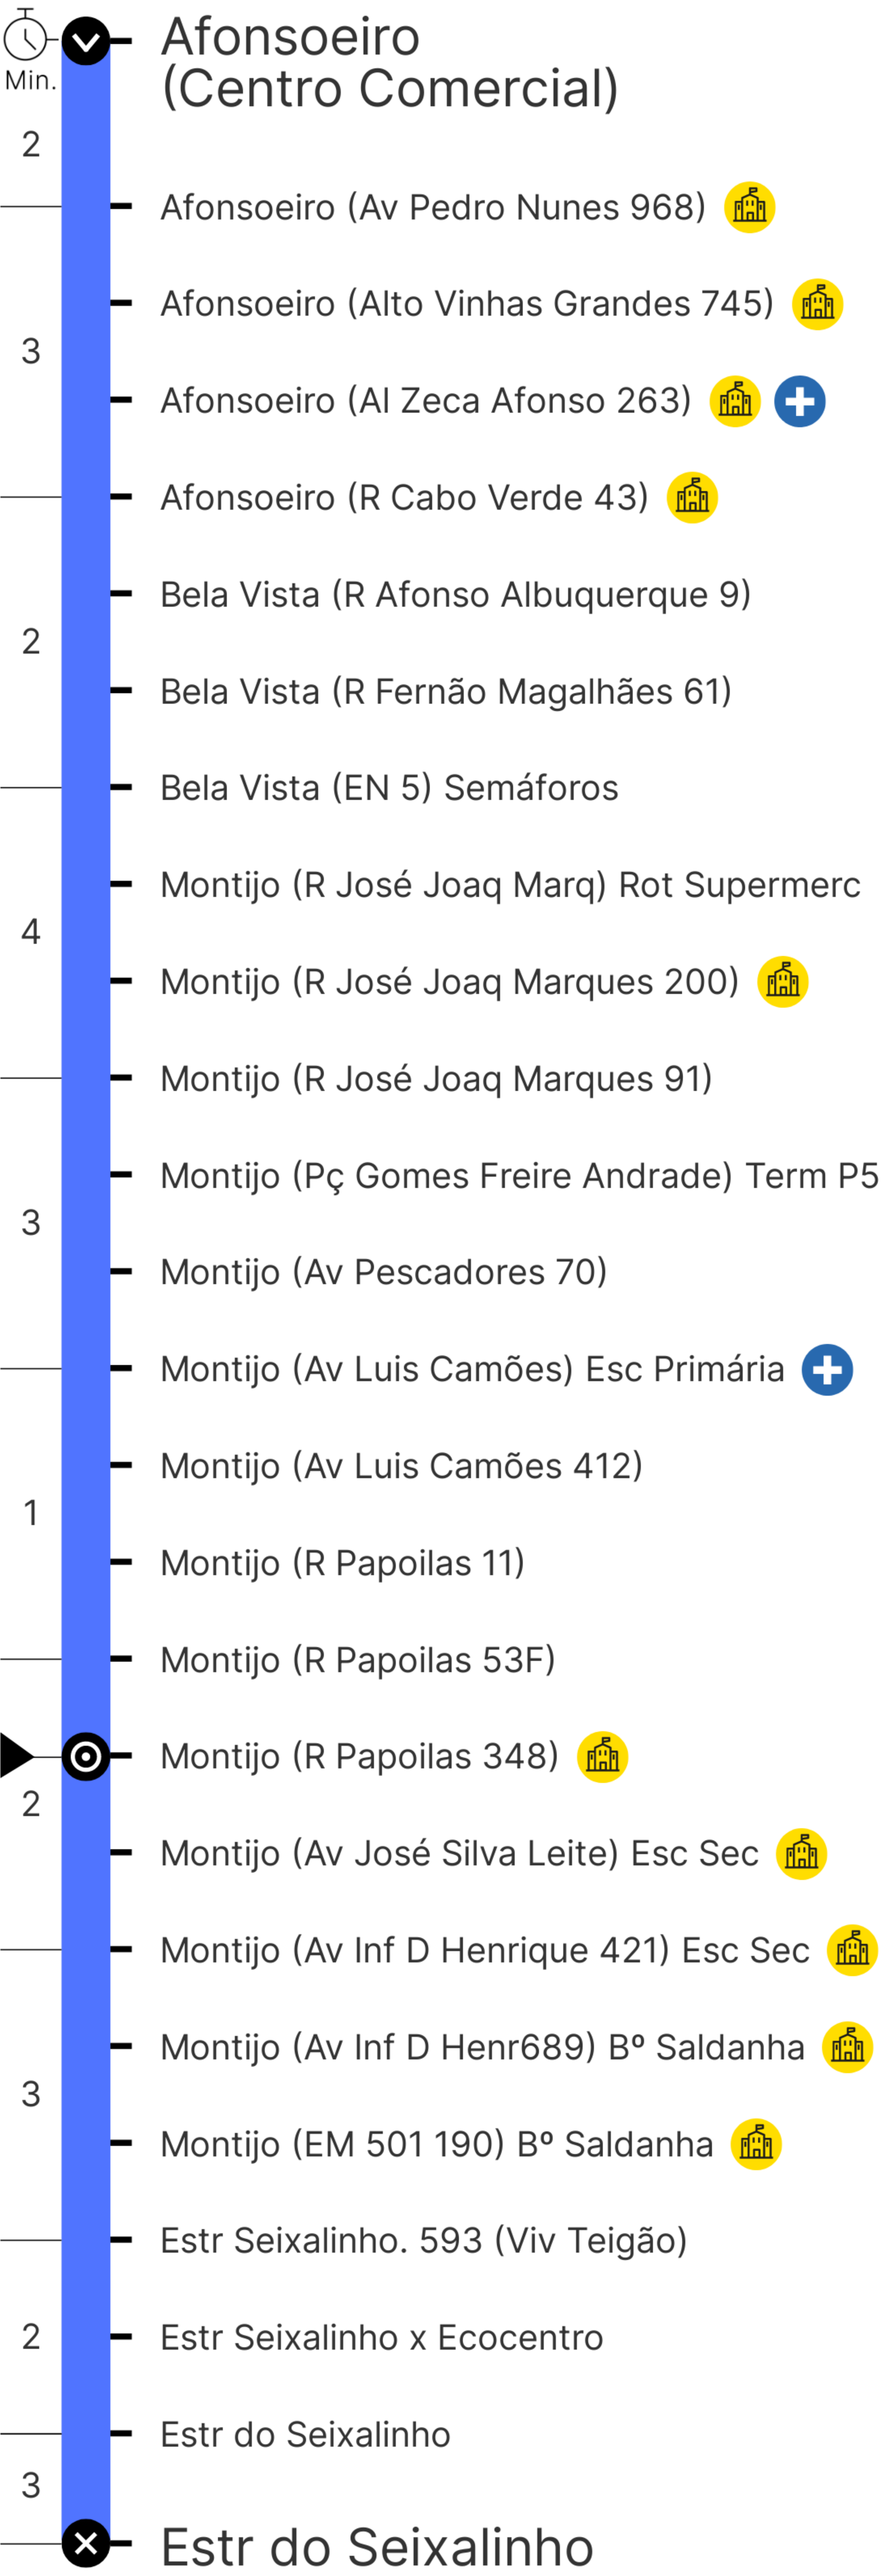 Afonsoeiro
(Centro Comercial)
Min.
2
Afonsoeiro (Av Pedro Nunes 968)
Afonsoeiro (Alto Vinhas Grandes 745)
3
Afonsoeiro (Al Zeca Afonso 263)
Afonsoeiro (R Cabo Verde 43)
Bela Vista (R Afonso Albuquerque 9)
2
Bela Vista (R Fernão Magalhães 61)
Bela Vista (EN 5) Semáforos
Montijo (R José Joaq Marq) Rot Supermerc
4
Montijo (R José Joaq Marques 200)
Montijo (R José Joaq Marques 91)
Montijo (Pç Gomes Freire Andrade) Term P5
3
Montijo (Av Pescadores 70)
Montijo (Av Luis Camões) Esc Primária
Montijo (Av Luis Camões 412)
1
Montijo (R Papoilas 11)
Montijo (R Papoilas 53F)
Montijo (R Papoilas 348)
2
Montijo (Av José Silva Leite) Esc Sec
Montijo (Av Inf D Henrique 421) Esc Sec
Montijo (Av Inf D Henr689) Bº Saldanha
3
Montijo (EM 501 190) Bº Saldanha
Estr Seixalinho. 593 (Viv Teigão)
2
Estr Seixalinho x Ecocentro
Estr do Seixalinho
3
Estr do Seixalinho